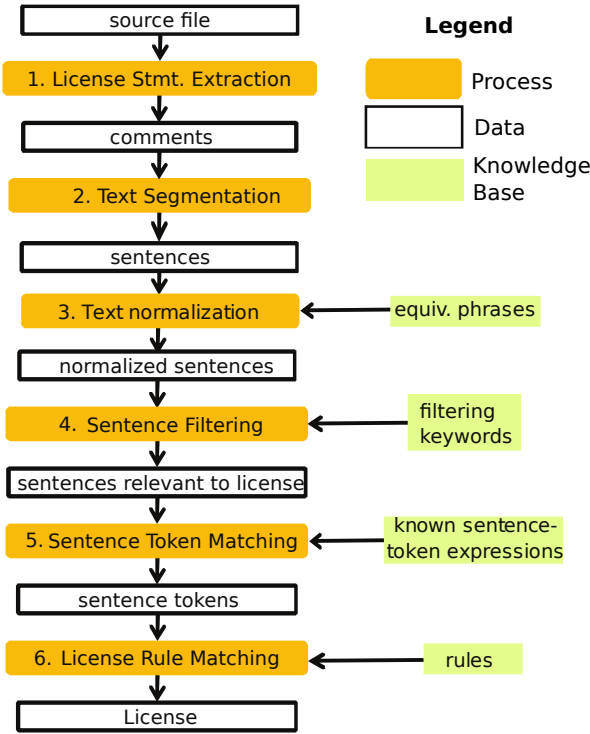 source file
1. License Stmt. Extraction
comments
2. Text Segmentation
sentences
3. Text normalization
equiv. phrases
normalized sentences
4. Sentence Filtering
filtering
keywords
sentences relevant to license
5. Sentence Token Matching
known sentence-
token expressions
sentence tokens
6. License Rule Matching
rules
License
Legend
Process
Data
Knowledge
Base